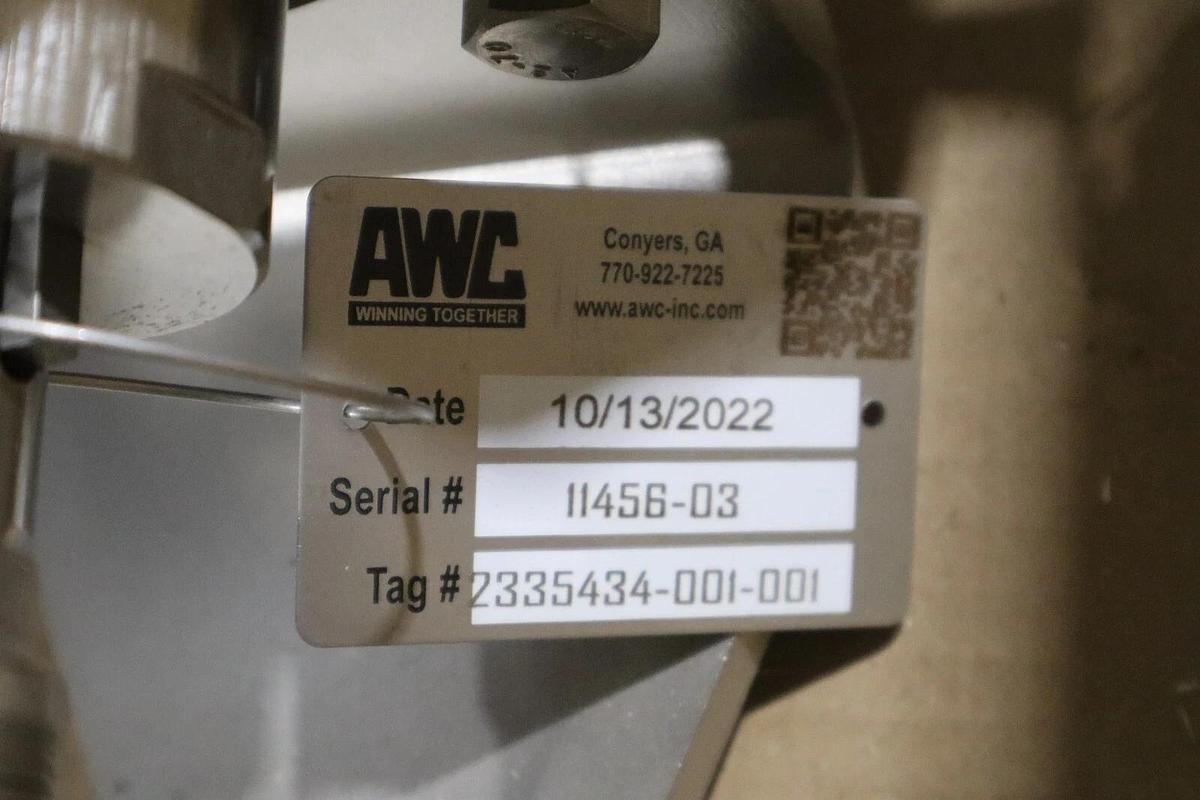 AWC
WINNING TOGETHER
Conyers, GA
770-922-7225
www.awc-inc.com
Date 10/13/2022
Serial # 11456-03
Tag # 2335434-001-001